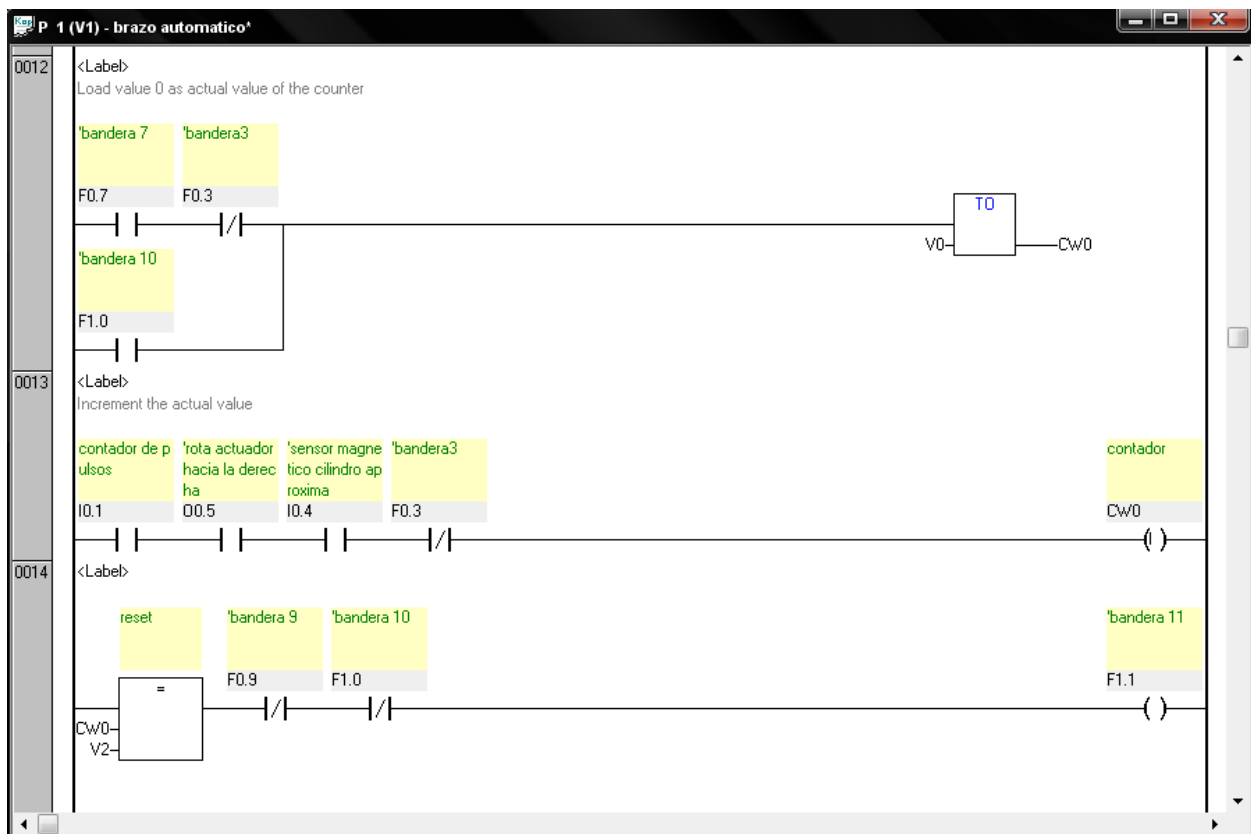 P 1 (V1) - brazo automatico*
0012
<Label>
Load value 0 as actual value of the counter
'bandera 7 'bandera3
F0.7 F0.3
TO
V0 CW0
'bandera 10
F1.0
0013
<Label>
Increment the actual value
contador de p 'rota actuador 'sensor magne 'bandera3 contador
ulsos hacia la derec tico cilindro ap
ha roxima
I0.1 O0.5 I0.4 F0.3 CW0
(I)
0014
<Label>
reset 'bandera 9 'bandera 10 'bandera 11
= F0.9 F1.0 F1.1
CW0
V2